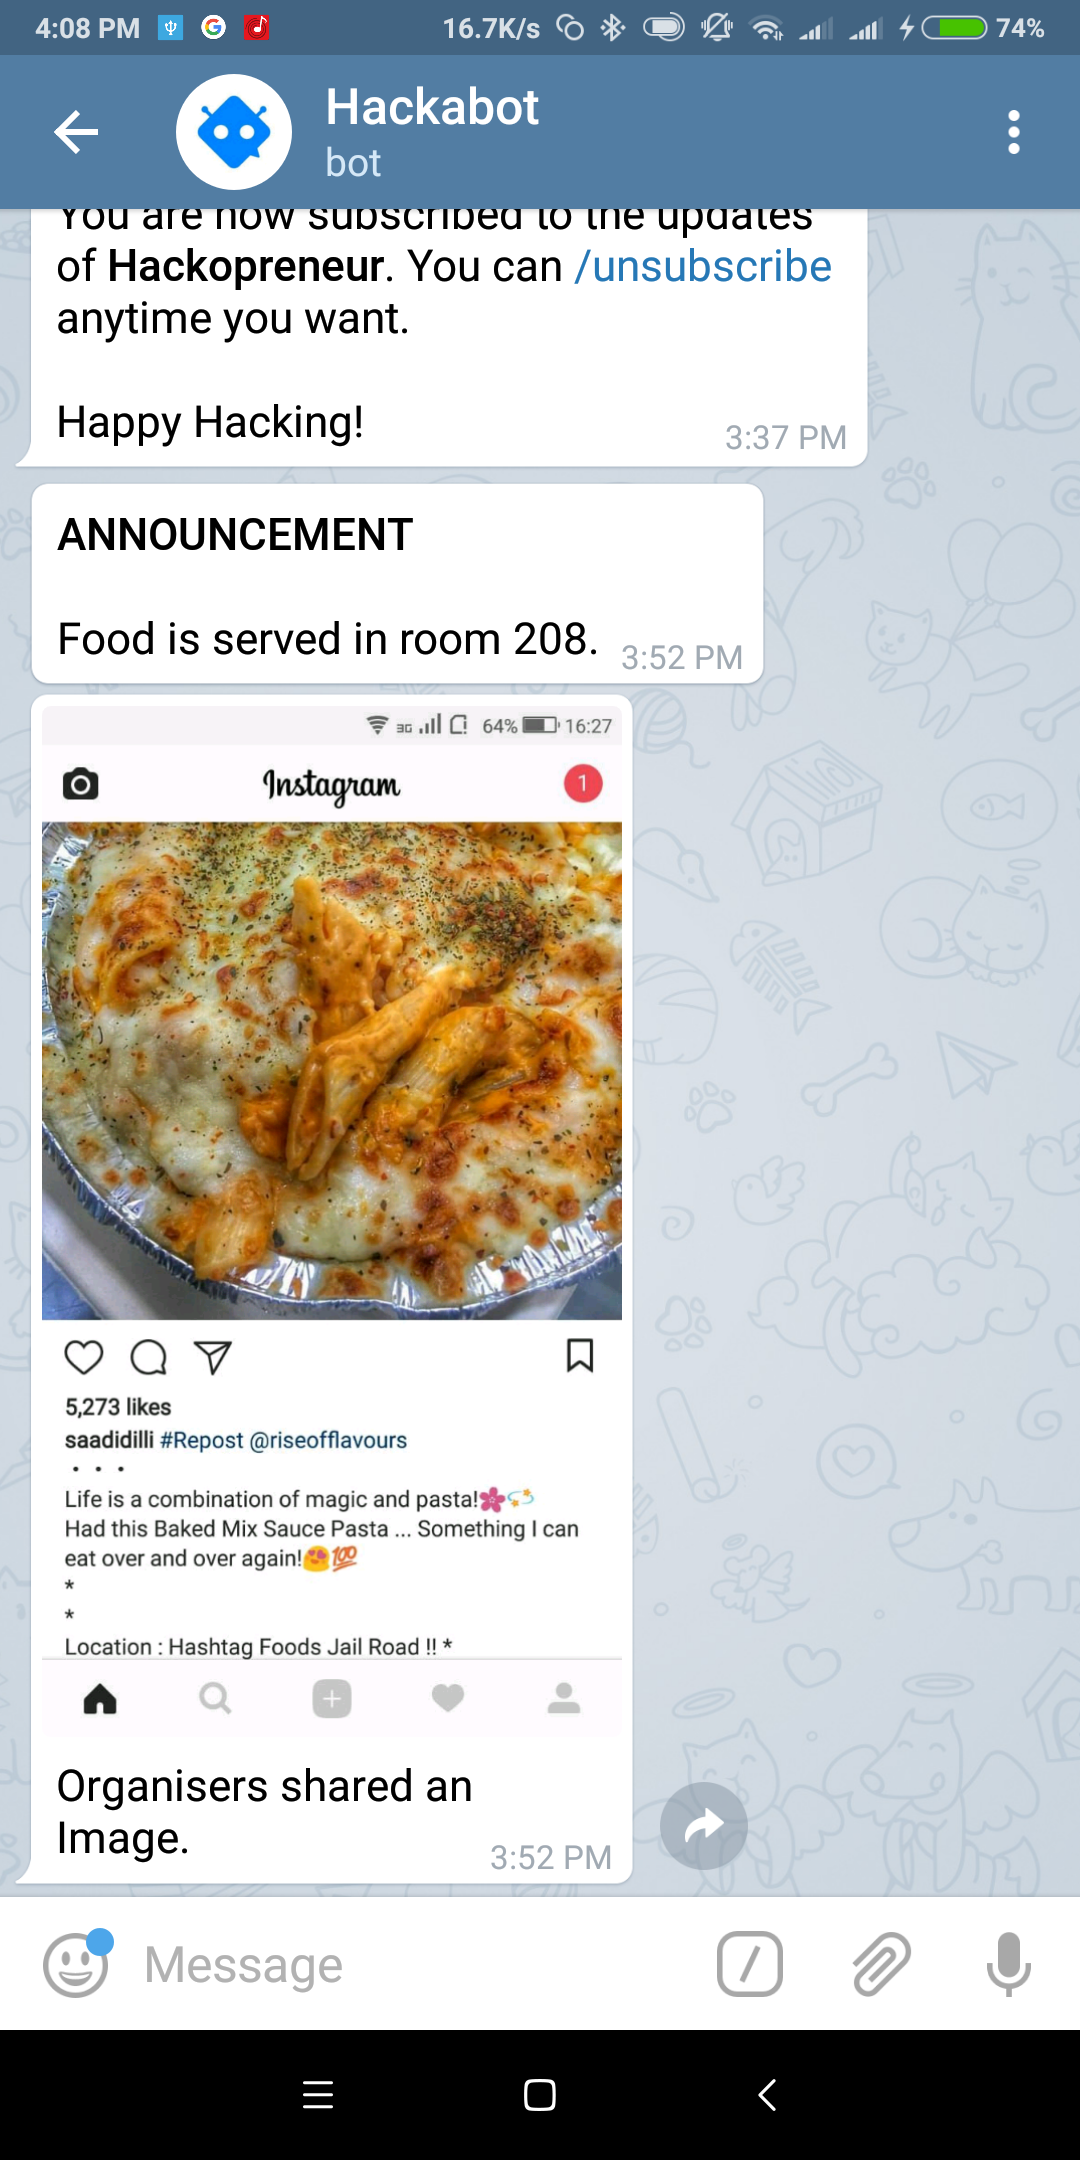 4:08 PM 16.7K/s 74%
Hackabot
bot
You are now subscribed to the updates
of Hackopreneur. You can /unsubscribe
anytime you want.
Happy Hacking!
3:37 PM
ANNOUNCEMENT
Food is served in room 208.
3:52 PM
3G 64% 16:27
Instagram 1
5,273 likes
saadidilli #Repost @riseofflavours
• • •
Life is a combination of magic and pasta!🌸💫
Had this Baked Mix Sauce Pasta ... Something I can
eat over and over again!😍💯
*
*
Location : Hashtag Foods Jail Road !! *
Organisers shared an
Image.
3:52 PM
Message